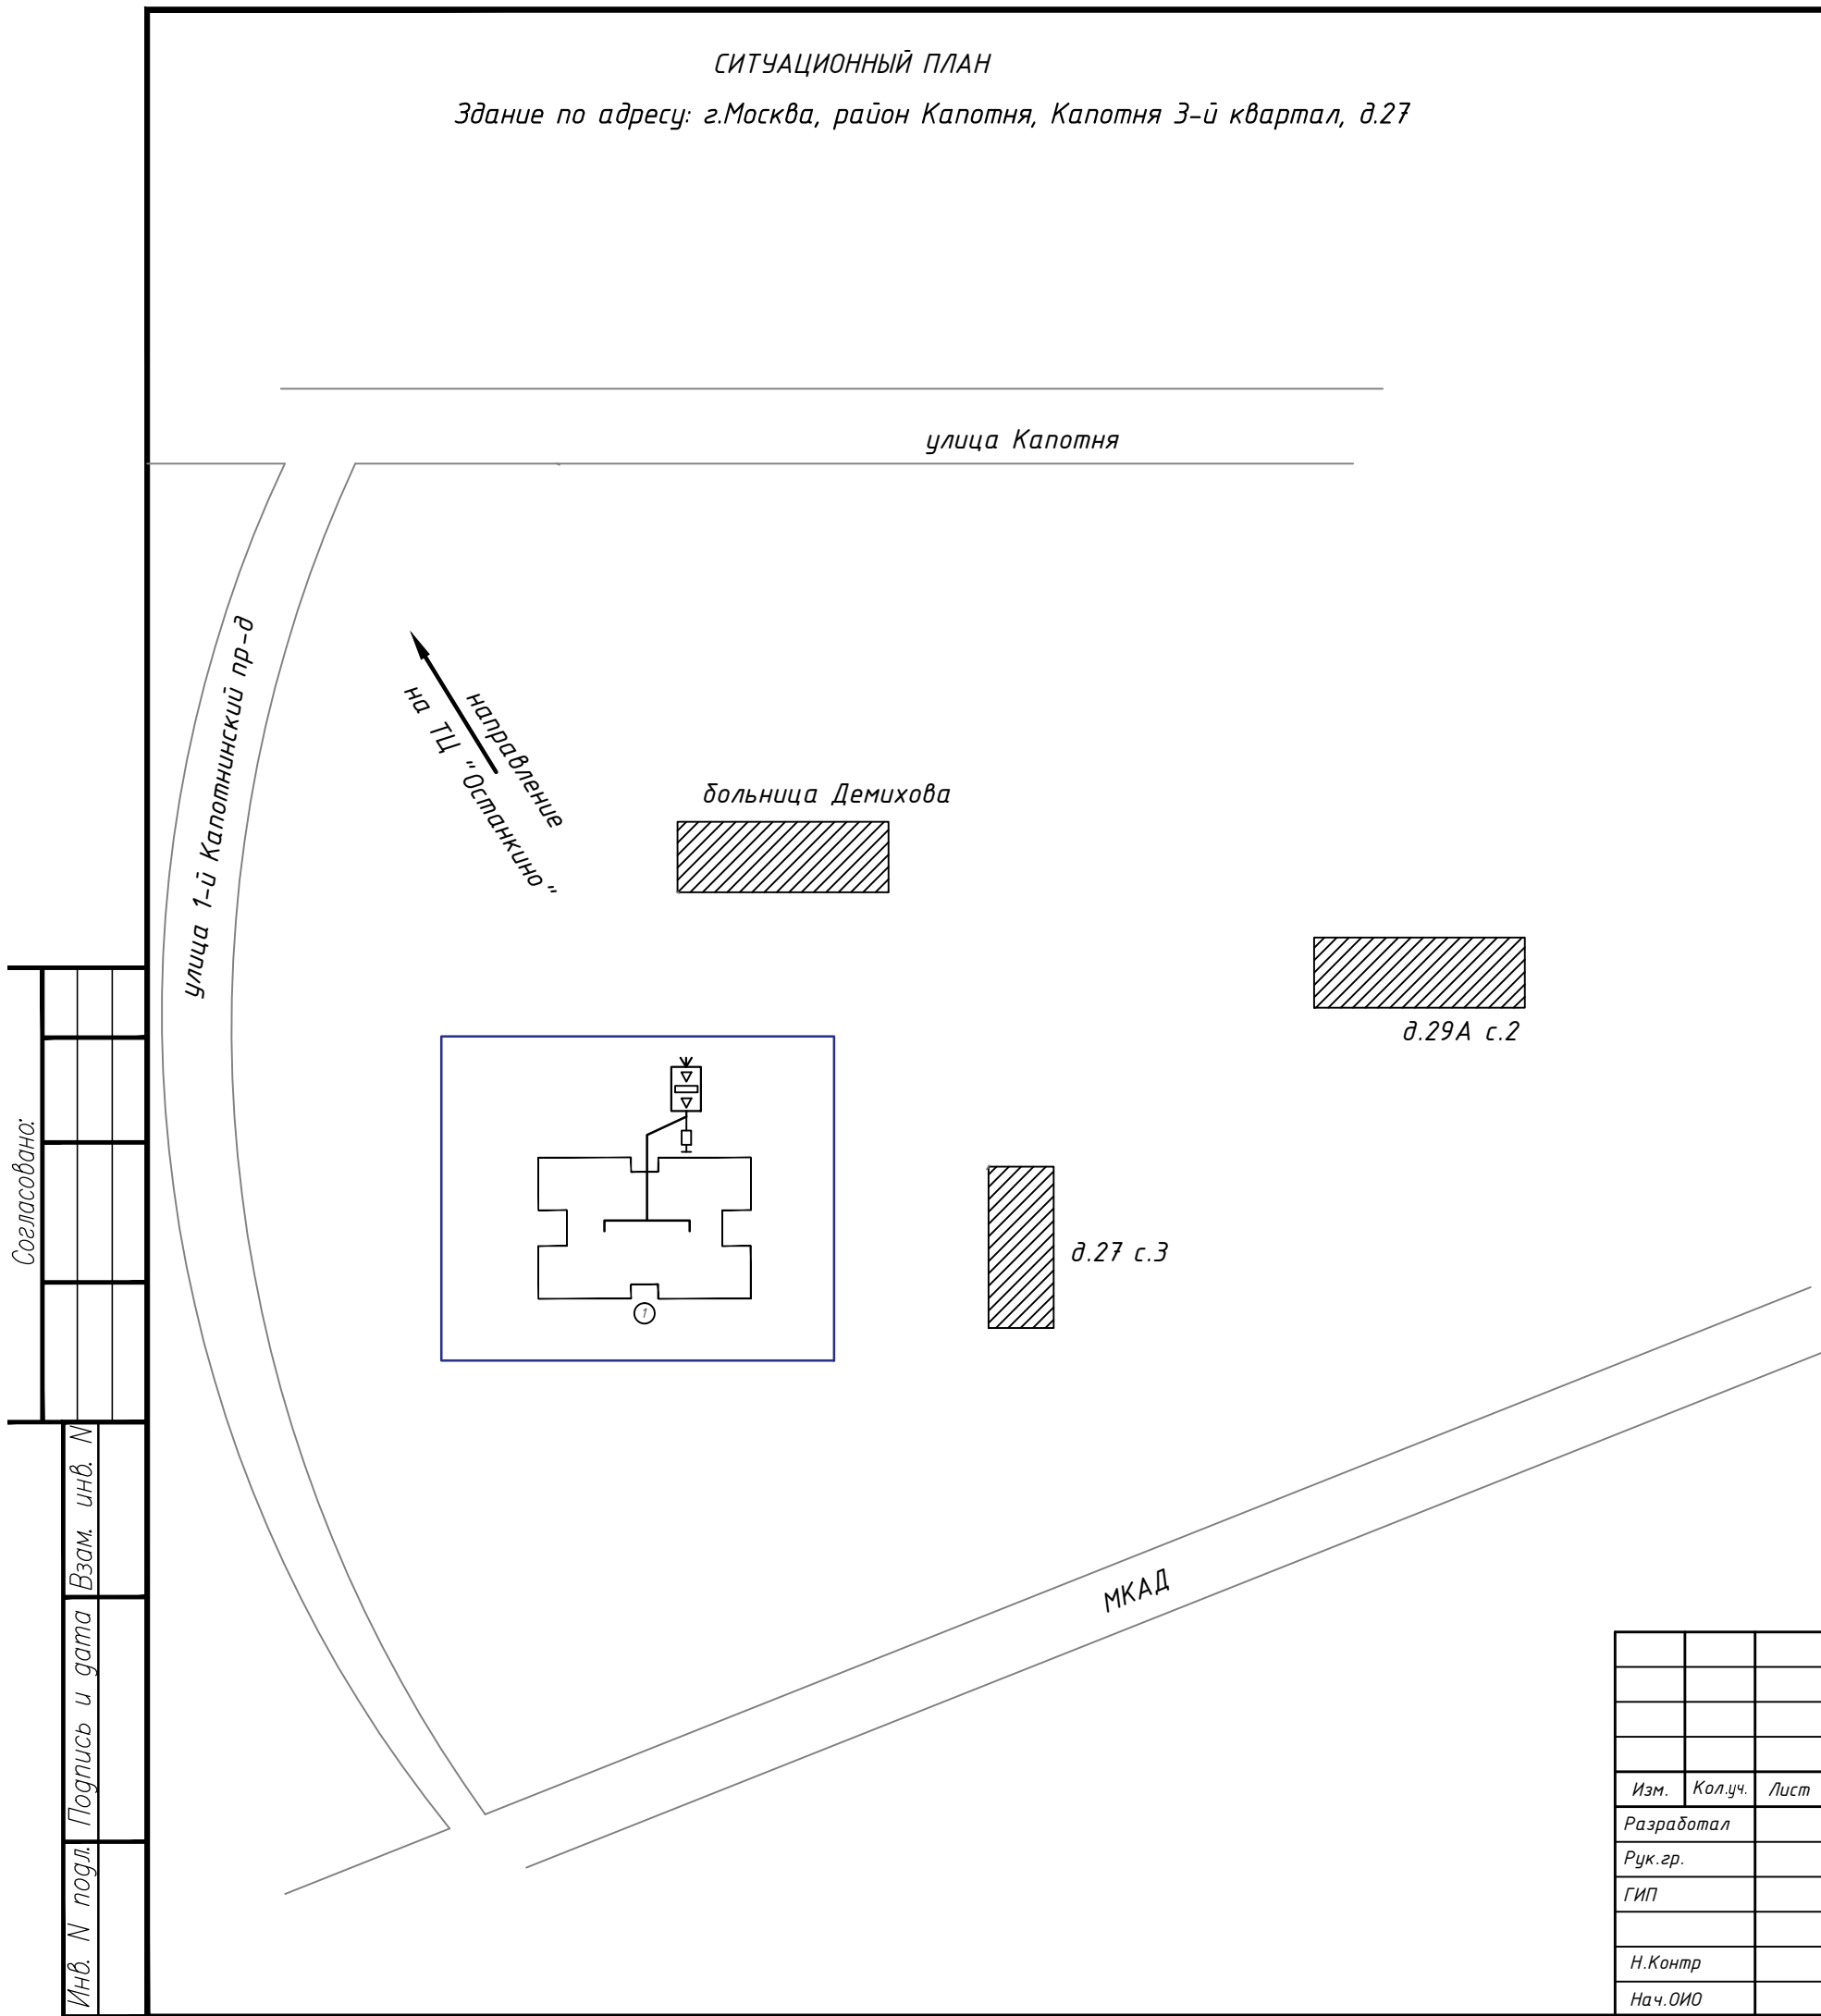 СИТУАЦИОННЫЙ ПЛАН
Здание по адресу: г.Москва, район Капотня, Капотня 3-й квартал, д.27
улица Капотня
улица 1-й Капотнинский пр-д
направление
на ТЦ "Останкино"
больница Демихова
д.29А с.2
д.27 с.3
1
МКАД
Согласовано:
Взам. инв. N
Подпись и дата
Инв. N подл.
Изм. Кол.уч. Лист
Разработал
Рук.гр.
ГИП
Н.Контр
Нач.ОИО